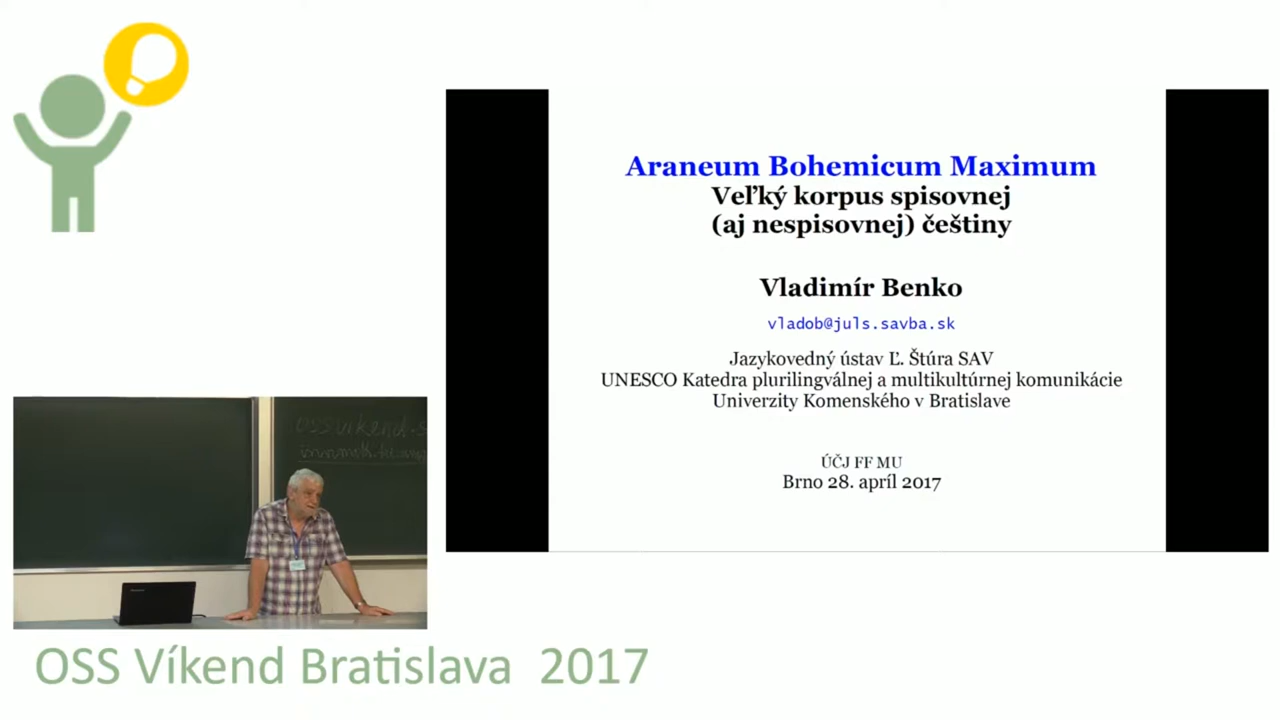 Araneum Bohemicum Maximum
Veľký korpus spisovnej
(aj nespisovnej) češtiny
Vladimír Benko
vladob@juls.savba.sk
Jazykovedný ústav Ľ. Štúra SAV
UNESCO Katedra plurilingválnej a multikultúrnej komunikácie
Univerzity Komenského v Bratislave
ÚČJ FF MU
Brno 28. apríl 2017
OSS víkend
OSS Víkend Bratislava 2017